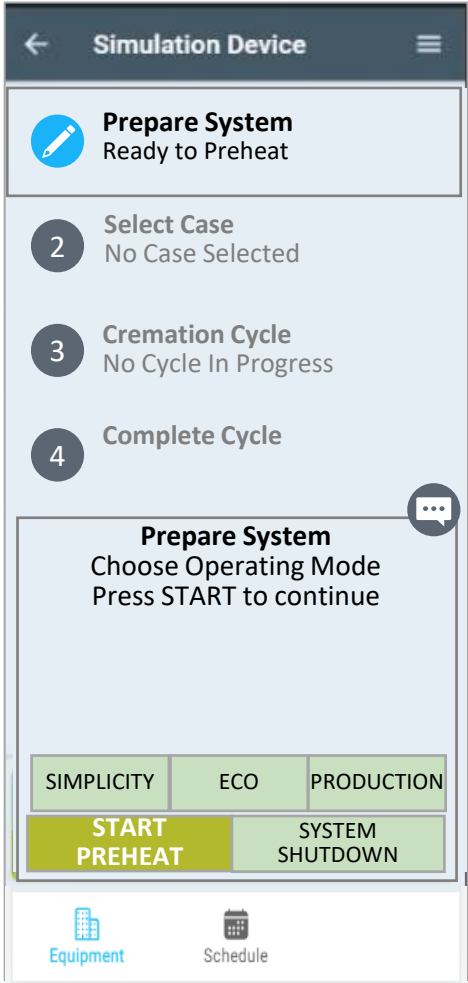 Simulation Device
Prepare System
Ready to Preheat
2
Select Case
No Case Selected
3
Cremation Cycle
No Cycle In Progress
4
Complete Cycle
Prepare System
Choose Operating Mode
Press START to continue
SIMPLICITY
ECO
PRODUCTION
START
PREHEAT
SYSTEM
SHUTDOWN
Equipment
Schedule